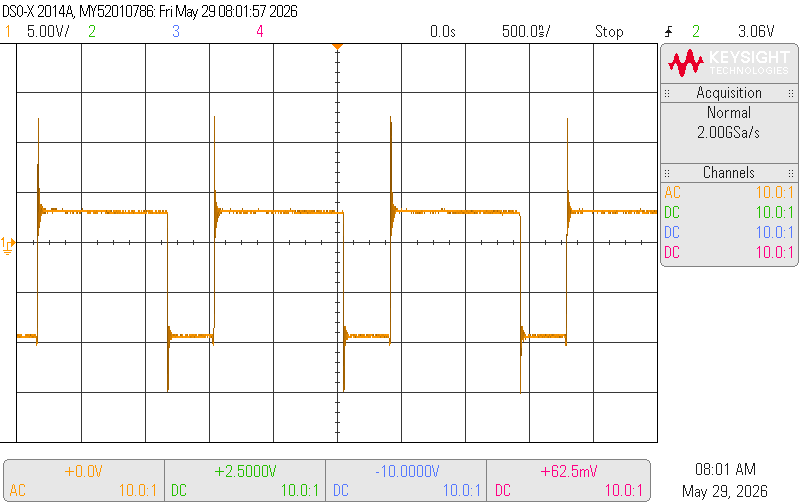 DSO-X 2014A, MY52010786: Fri May 29 08:01:57 2026
1 5.00V/ 2 3 4 0.0s 500.0ns/ Stop 2 3.06V
KEYSIGHT
TECHNOLOGIES
Acquisition
Normal
2.00GSa/s
Channels
AC 10.0:1
DC 10.0:1
DC 10.0:1
DC 10.0:1
1
+0.0V +2.5000V -10.0000V +62.5mV
AC 10.0:1 DC 10.0:1 DC 10.0:1 DC 10.0:1
08:01 AM
May 29, 2026